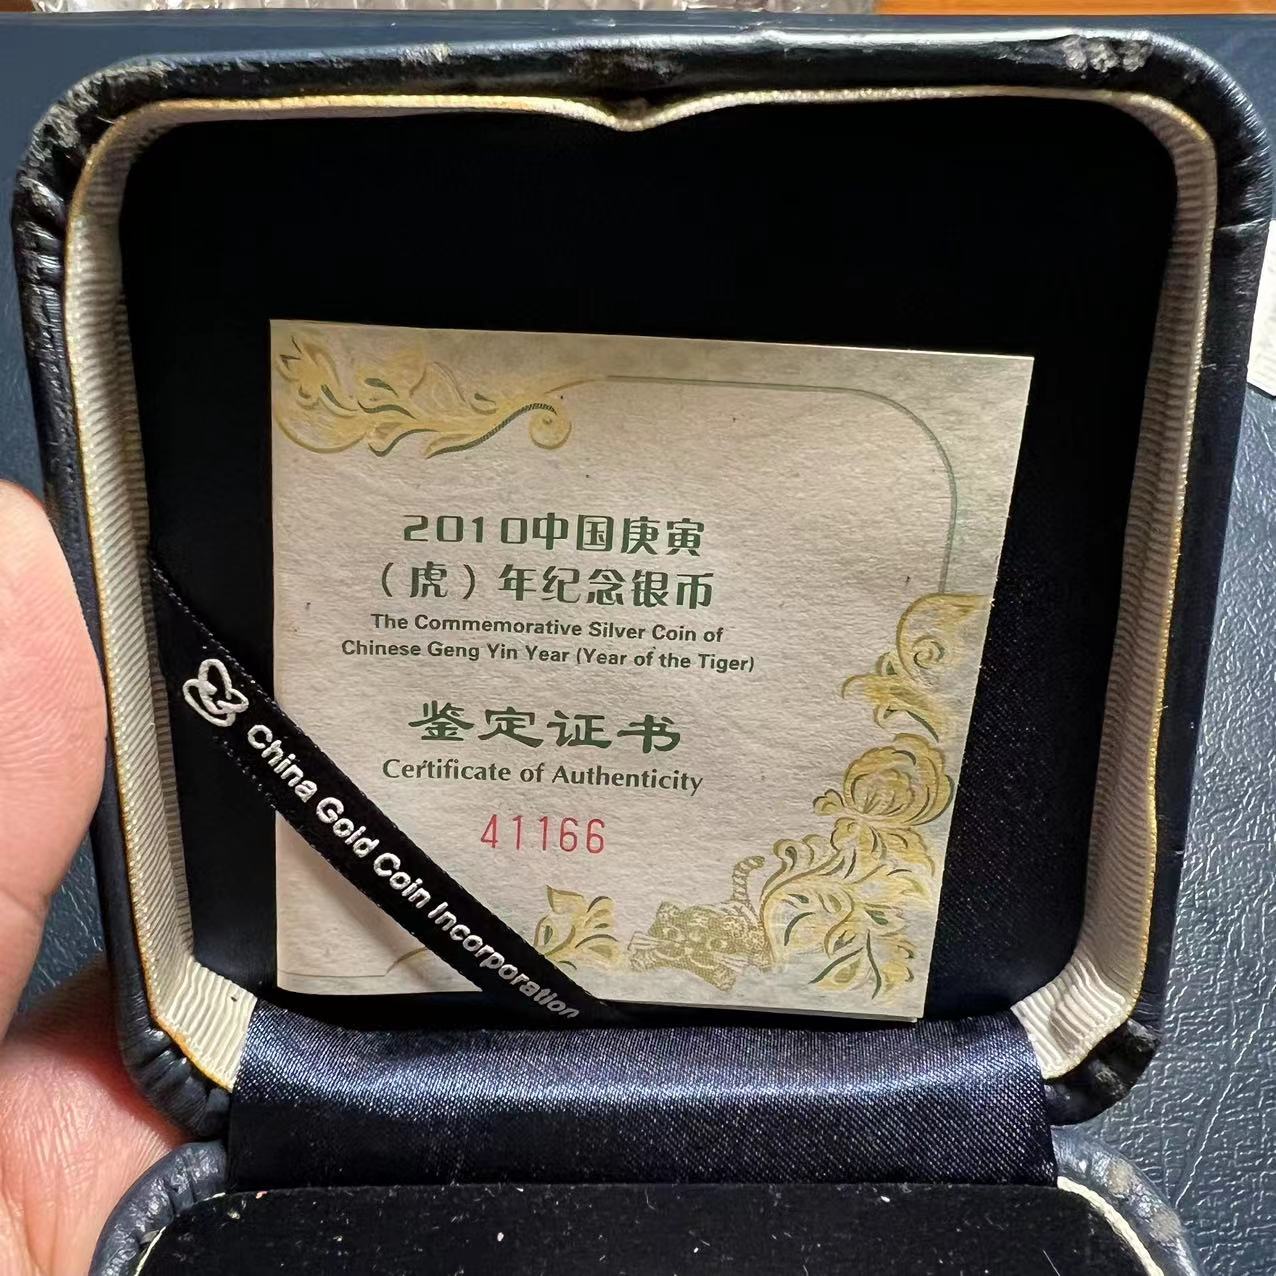 2010中国庚寅
（虎）年纪念银币
The Commemorative Silver Coin of
Chinese Geng Yin Year (Year of the Tiger)
鉴定证书
Certificate of Authenticity
41166
China Gold Coin Incorporation